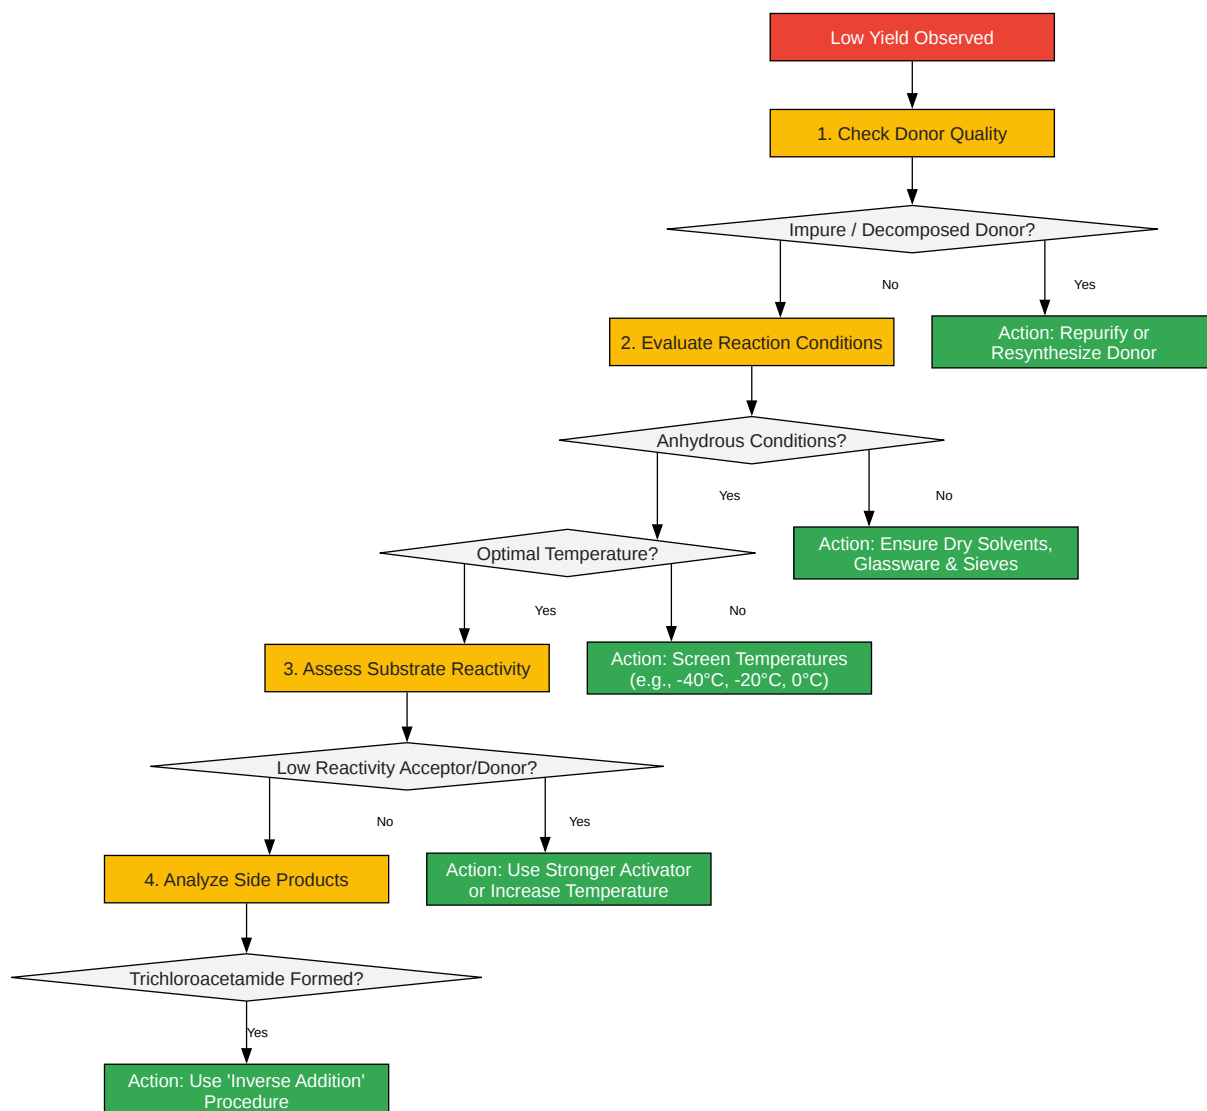 Low Yield Observed
1. Check Donor Quality
Impure / Decomposed Donor?
No
Yes
2. Evaluate Reaction Conditions
Action: Repurify or
Resynthesize Donor
Anhydrous Conditions?
Yes
No
Optimal Temperature?
Action: Ensure Dry Solvents,
Glassware & Sieves
Yes
No
3. Assess Substrate Reactivity
Action: Screen Temperatures
(e.g., -40°C, -20°C, 0°C)
Low Reactivity Acceptor/Donor?
No
Yes
4. Analyze Side Products
Action: Use Stronger Activator
or Increase Temperature
Trichloroacetamide Formed?
Yes
Action: Use 'Inverse Addition'
Procedure